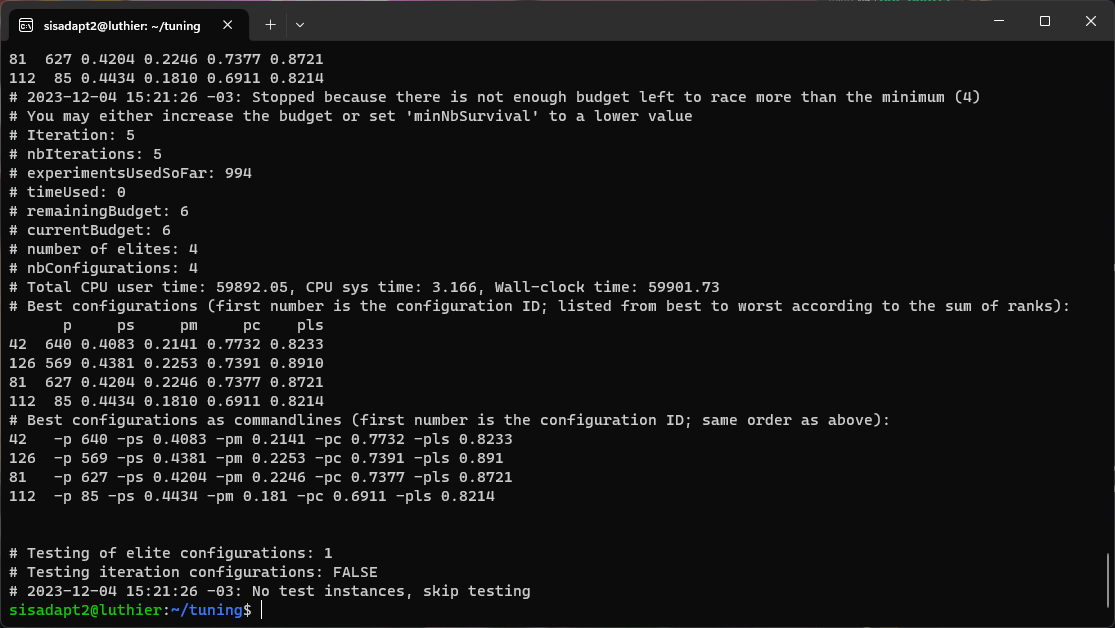 sisadapt2@luthier: ~/tuning
81  627 0.4204 0.2246 0.7377 0.8721
112  85 0.4434 0.1810 0.6911 0.8214
# 2023-12-04 15:21:26 -03: Stopped because there is not enough budget left to race more than the minimum (4)
# You may either increase the budget or set 'minNbSurvival' to a lower value
# Iteration: 5
# nbIterations: 5
# experimentsUsedSoFar: 994
# timeUsed: 0
# remainingBudget: 6
# currentBudget: 6
# number of elites: 4
# nbConfigurations: 4
# Total CPU user time: 59892.05, CPU sys time: 3.166, Wall-clock time: 59901.73
# Best configurations (first number is the configuration ID; listed from best to worst according to the sum of ranks):
      p     ps     pm     pc    pls
42  640 0.4083 0.2141 0.7732 0.8233
126 569 0.4381 0.2253 0.7391 0.8910
81  627 0.4204 0.2246 0.7377 0.8721
112  85 0.4434 0.1810 0.6911 0.8214
# Best configurations as commandlines (first number is the configuration ID; same order as above):
42   -p 640 -ps 0.4083 -pm 0.2141 -pc 0.7732 -pls 0.8233
126  -p 569 -ps 0.4381 -pm 0.2253 -pc 0.7391 -pls 0.891
81   -p 627 -ps 0.4204 -pm 0.2246 -pc 0.7377 -pls 0.8721
112  -p 85 -ps 0.4434 -pm 0.181 -pc 0.6911 -pls 0.8214
# Testing of elite configurations: 1
# Testing iteration configurations: FALSE
# 2023-12-04 15:21:26 -03: No test instances, skip testing
sisadapt2@luthier:~/tuning$